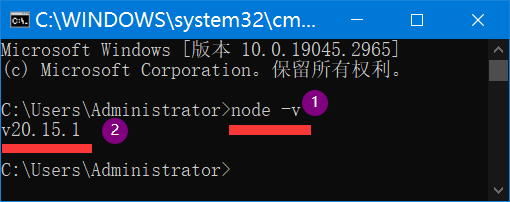 C:\WINDOWS\system32\cm...
Microsoft Windows [版本 10.0.19045.2965]
(c) Microsoft Corporation。保留所有权利。
C:\Users\Administrator>node -v 1
v20.15.1 2
C:\Users\Administrator>